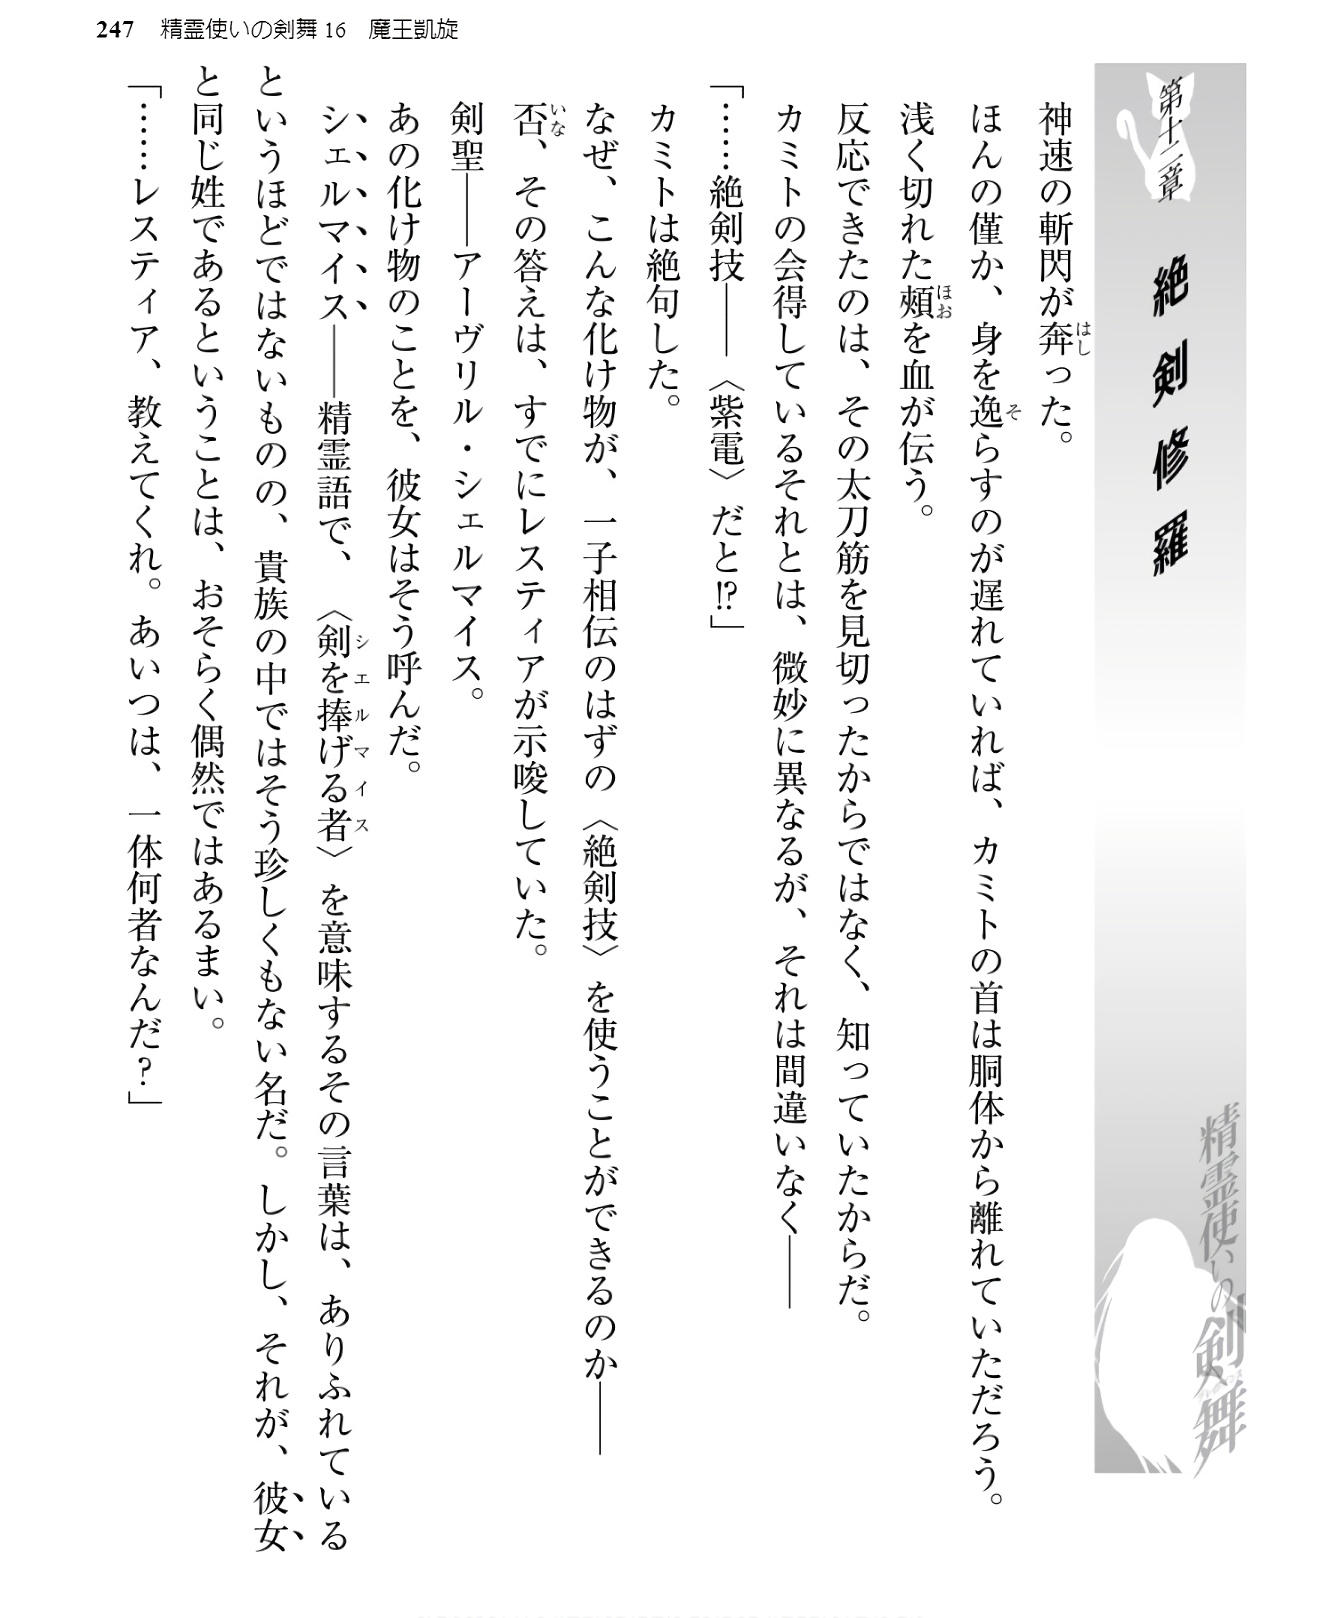 247　精霊使いの剣舞 16　魔王凱旋
第十二章　絶剣修羅
精霊使いの剣舞
神速の斬閃が奔った。
ほんの僅か、身を逸らすのが遅れていれば、カミトの首は胴体から離れていただろう。
浅く切れた頰を血が伝う。
反応できたのは、その太刀筋を見切ったからではなく、知っていたからだ。
カミトの会得しているそれとは、微妙に異なるが、それは間違いなく――
「……絶剣技――〈紫電〉だと!?」
カミトは絶句した。
なぜ、こんな化け物が、一子相伝のはずの〈絶剣技〉を使うことができるのか――
否、その答えは、すでにレスティアが示唆していた。
剣聖――アーヴリル・シェルマイス。
あの化け物のことを、彼女はそう呼んだ。
シェルマイス――精霊語で、〈剣を捧げる者〉を意味するその言葉は、ありふれている
というほどではないものの、貴族の中ではそう珍しくもない名だ。しかし、それが、彼女
と同じ姓であるということは、おそらく偶然ではあるまい。
「……レスティア、教えてくれ。あいつは、一体何者なんだ?」
はし
そ
ほお
いな
シエルマイス